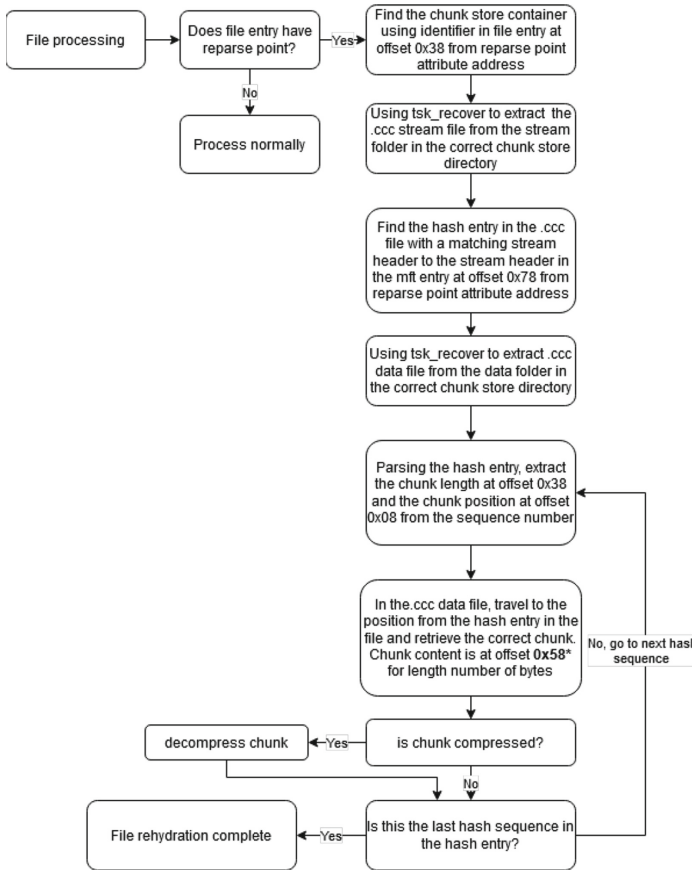 File processing
Does file entry have
reparse point?
Yes
Find the chunk store container
using identifier in file entry at
offset 0x38 from reparse point
attribute address
No
Process normally
Using tsk_recover to extract the
.ccc stream file from the stream
folder in the correct chunk store
directory
Find the hash entry in the .ccc
file with a matching stream
header to the stream header in
the mft entry at offset 0x78 from
reparse point attribute address
Using tsk_recover to extract .ccc
data file from the data folder in
the correct chunk store directory
Parsing the hash entry, extract
the chunk length at offset 0x38
and the chunk position at offset
0x08 from the sequence number
In the.ccc data file, travel to the
position from the hash entry in the
file and retrieve the correct chunk.
Chunk content is at offset 0x58*
for length number of bytes
No, go to next hash
sequence
is chunk compressed?
Yes
decompress chunk
No
Is this the last hash sequence in
the hash entry?
Yes
File rehydration complete